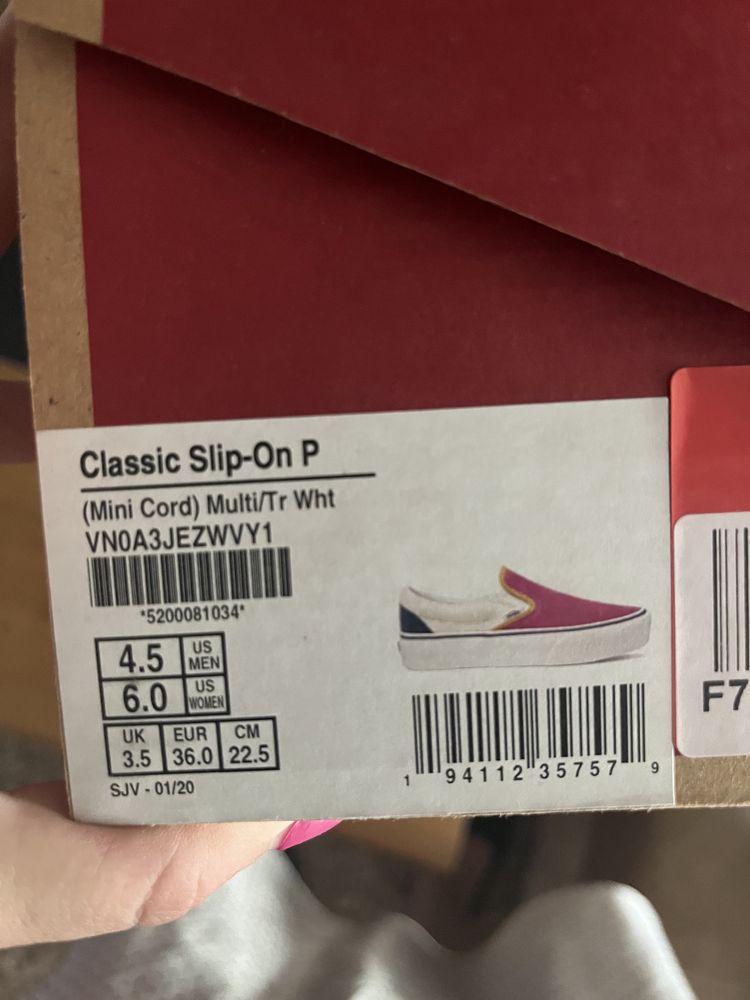 Classic Slip-On P
(Mini Cord) Multi/Tr Wht
VN0A3JEZWVY1
*5200081034*
4.5 US MEN
6.0 US WOMEN
UK EUR CM
3.5 36.0 22.5
SJV - 01/20
1 94112 35757 9
F7